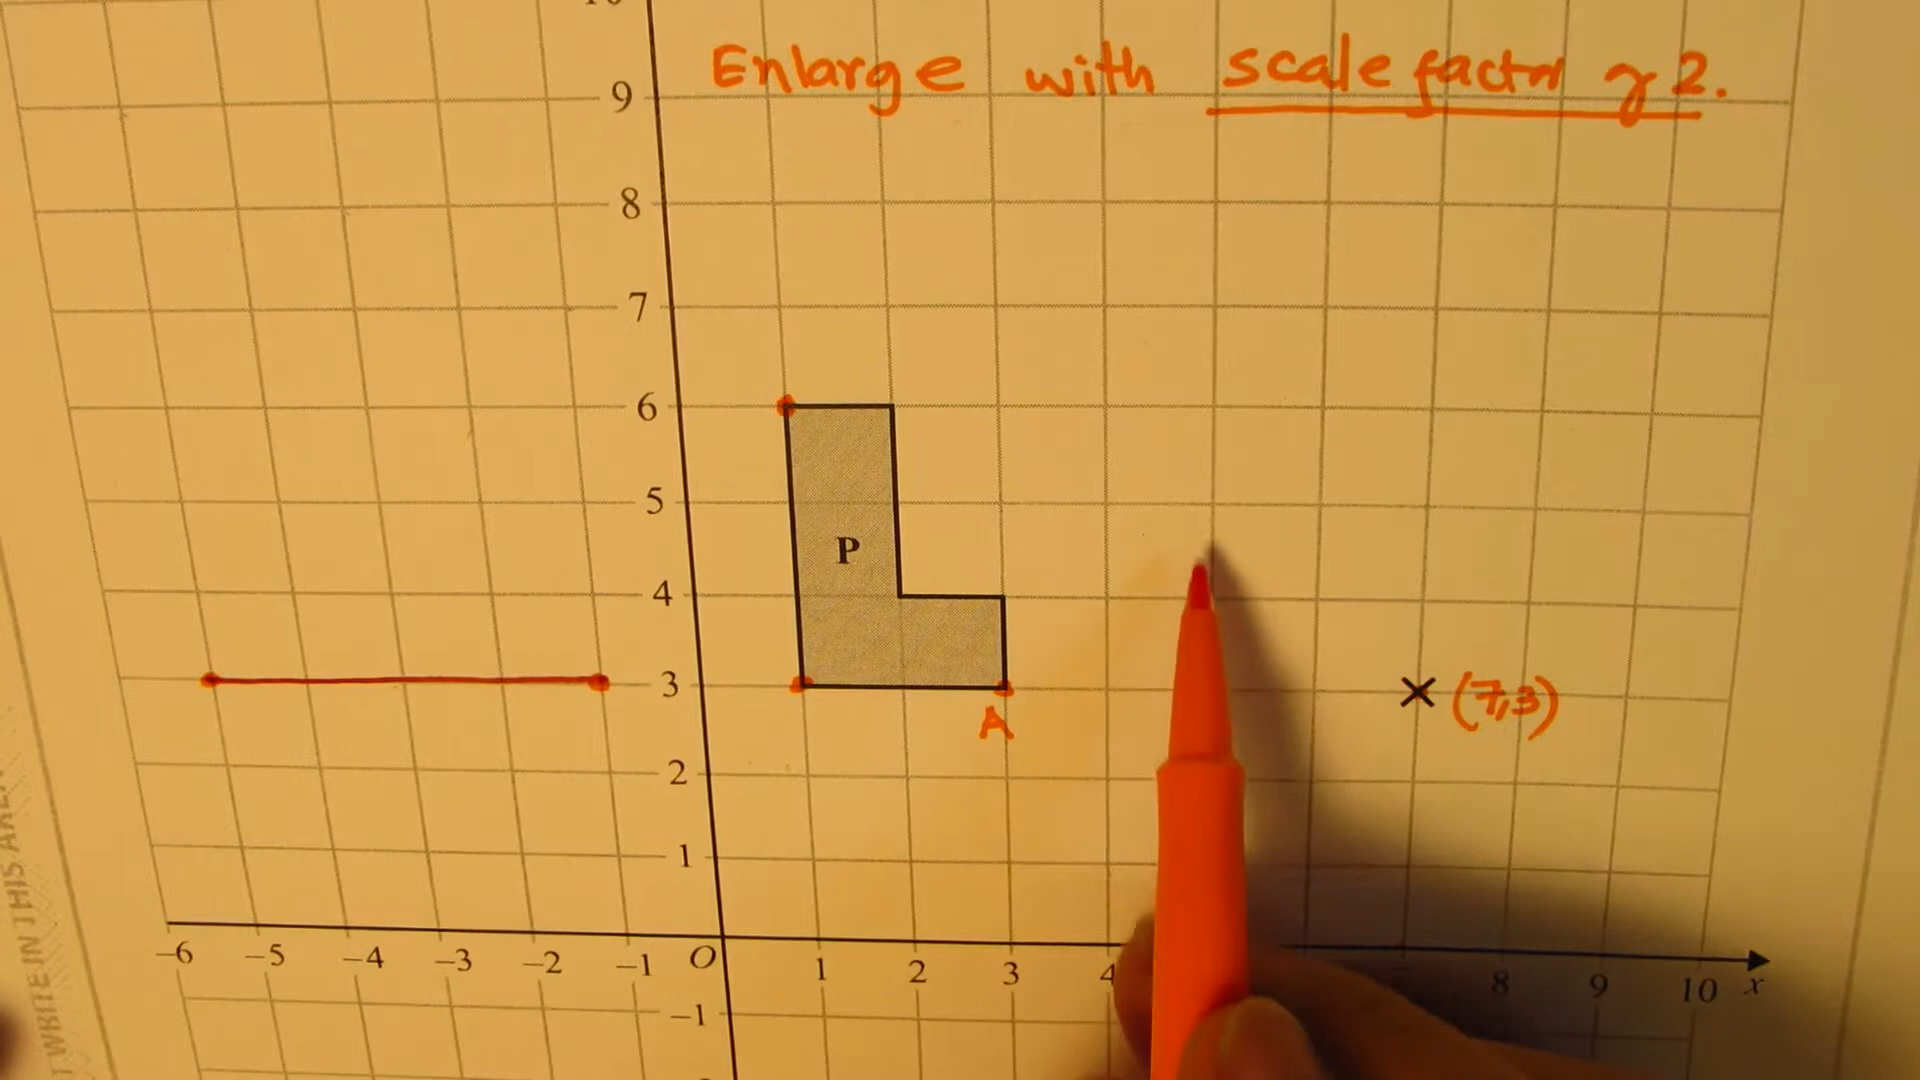 Enlarge with scale factor of 2.
9
8
7
6
5
P
4
3
(7,3)
A
2
1
–6 –5 –4 –3 –2 –1 O 1 2 3 4 8 9 10 x
–1